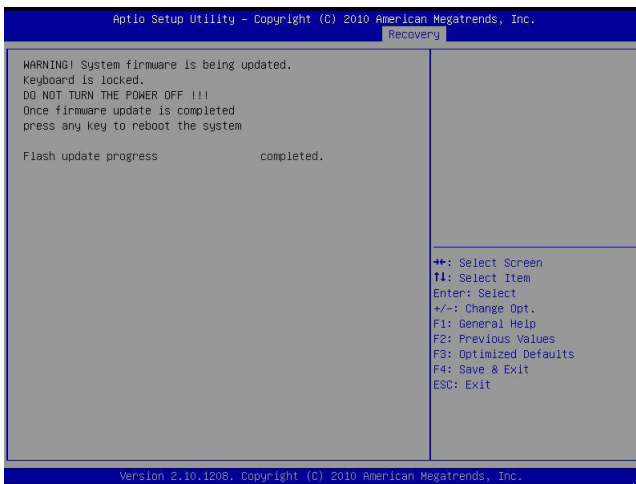 Aptio Setup Utility – Copyright (C) 2010 American Megatrends, Inc.
Recovery
WARNING! System firmware is being updated.
Keyboard is locked.
DO NOT TURN THE POWER OFF !!!
Once firmware update is completed
press any key to reboot the system
Flash update progress completed.
→←: Select Screen
↑↓: Select Item
Enter: Select
+/-: Change Opt.
F1: General Help
F2: Previous Values
F3: Optimized Defaults
F4: Save & Exit
ESC: Exit
Version 2.10.1208. Copyright (C) 2010 American Megatrends, Inc.